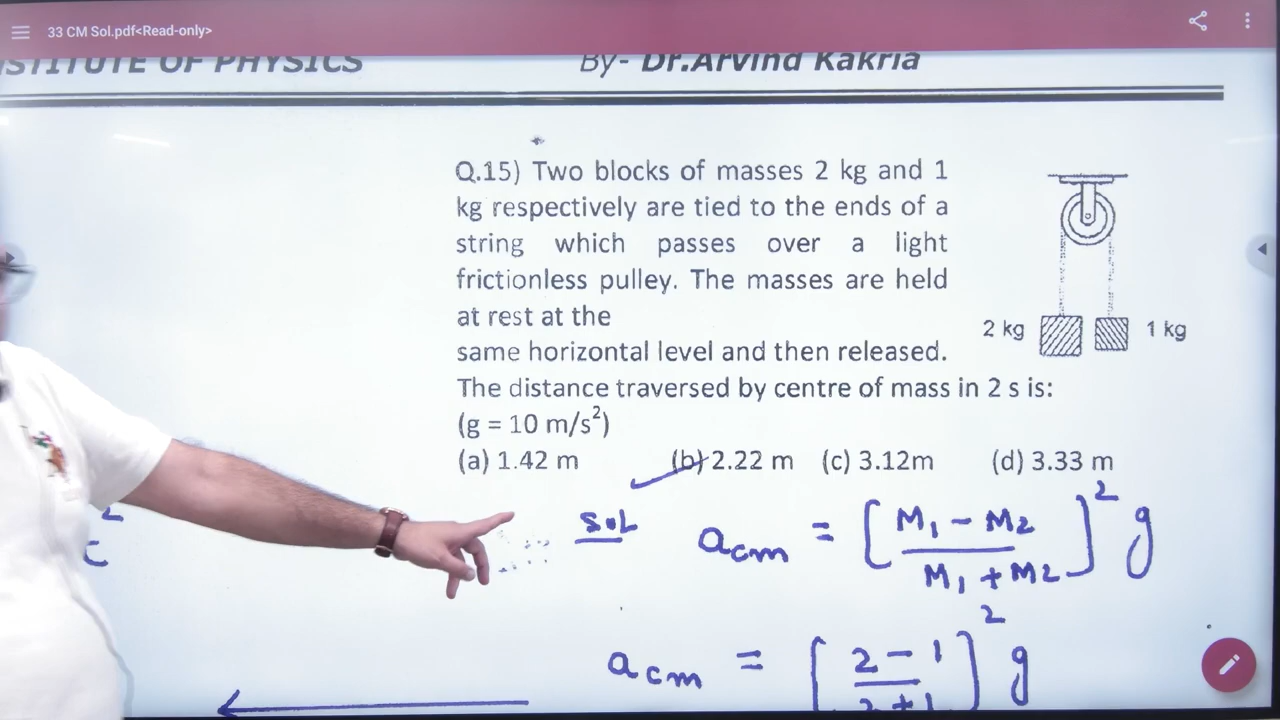 33 CM Sol.pdf<Read-only>
STITUTE OF PHYSICS By- Dr.Arvind Kakria
Q.15) Two blocks of masses 2 kg and 1
kg respectively are tied to the ends of a
string which passes over a light
frictionless pulley. The masses are held
at rest at the
same horizontal level and then released.
The distance traversed by centre of mass in 2 s is:
(g = 10 m/s²)
(a) 1.42 m (b) 2.22 m (c) 3.12m (d) 3.33 m
2 kg 1 kg
Sol acm = [M1 - M2 / M1 + M2]² g
acm = [2 - 1 / 2 + 1]² g